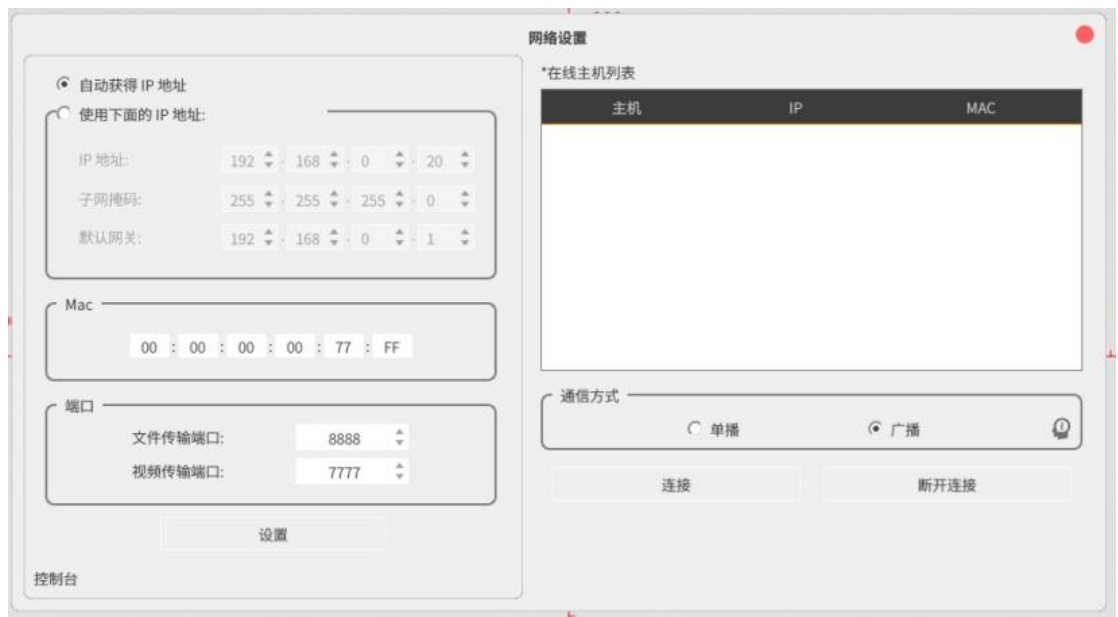 网络设置
自动获得 IP 地址
使用下面的 IP 地址:
IP 地址: 192 . 168 . 0 . 20
子网掩码: 255 . 255 . 255 . 0
默认网关: 192 . 168 . 0 . 1
Mac
00 : 00 : 00 : 00 : 77 : FF
端口
文件传输端口: 8888
视频传输端口: 7777
设置
控制台
*在线主机列表
主机 IP MAC
通信方式
单播 广播
连接 断开连接